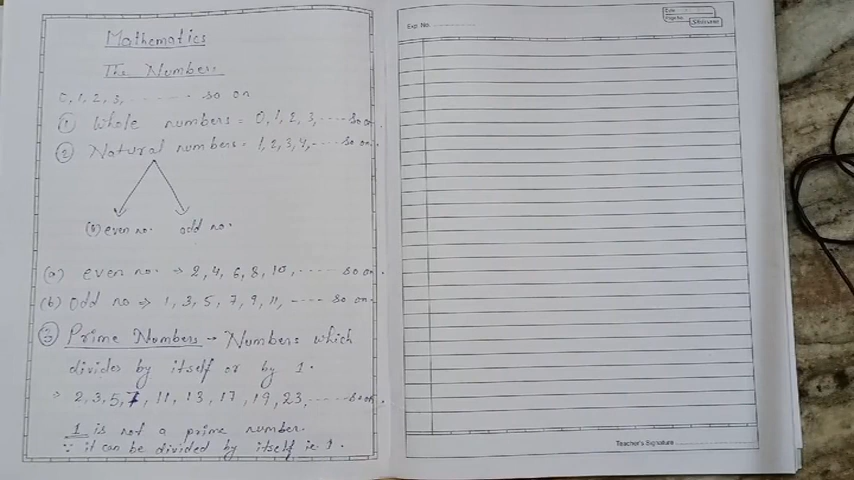 Mathematics
The Numbers
0, 1, 2, 3, ....... so on
① Whole numbers = 0, 1, 2, 3, ..... so on.
② Natural numbers = 1, 2, 3, 4, ..... so on.
(a) even no. odd no.
(a) even no. ⇒ 2, 4, 6, 8, 10, ..... so on.
(b) odd no ⇒ 1, 3, 5, 7, 9, 11, ..... so on.
③ Prime Numbers → Numbers which
divides by itself or by 1.
⇒ 2, 3, 5, 7, 11, 13, 17, 19, 23, ...... so on.
1 is not a prime number.
∵ it can be divided by itself i.e 1.
Exp. No. ................
Date
Page No.
Shivam
Teacher's Signature ................